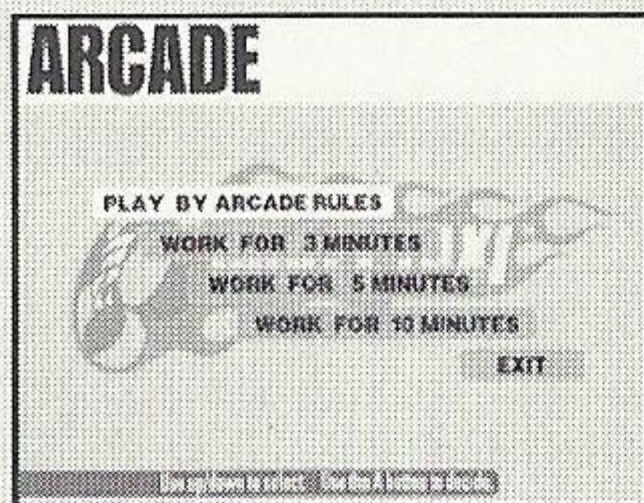 ARCADE
PLAY BY ARCADE RULES
WORK FOR 3 MINUTES
WORK FOR 5 MINUTES
WORK FOR 10 MINUTES
EXIT